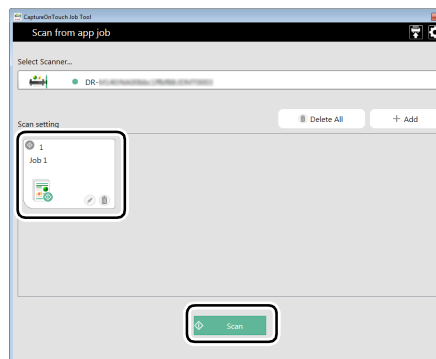 CaptureOnTouch Job Tool
Scan from app job
Select Scanner...
DR-
Scan setting
Delete All
+ Add
1
Job 1
Scan